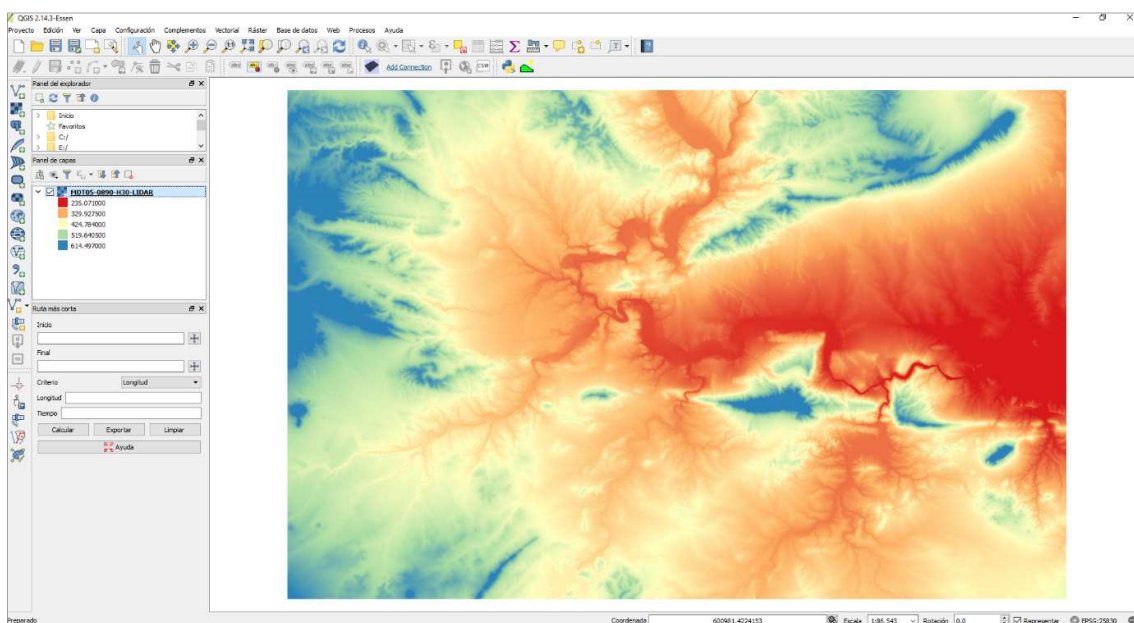 QGIS 2.14.3-Essen
Proyecto Edición Ver Capa Configuración Complementos Vectorial Ráster Base de datos Web Procesos Ayuda
Add Connection
CSW
Panel del explorador
Inicio
Favoritos
C:/
E:/
Panel de capas
MDT05-0890-H30-LIDAR
235.071000
329.927500
424.784000
519.640500
614.497000
Ruta más corta
Inicio
Final
Criterio Longitud
Longitud
Tiempo
Calcular Exportar Limpiar
Ayuda
Preparado Coordenada 600981,4224153 Escala 1:86.543 Rotación 0,0 Representar EPSG:25830